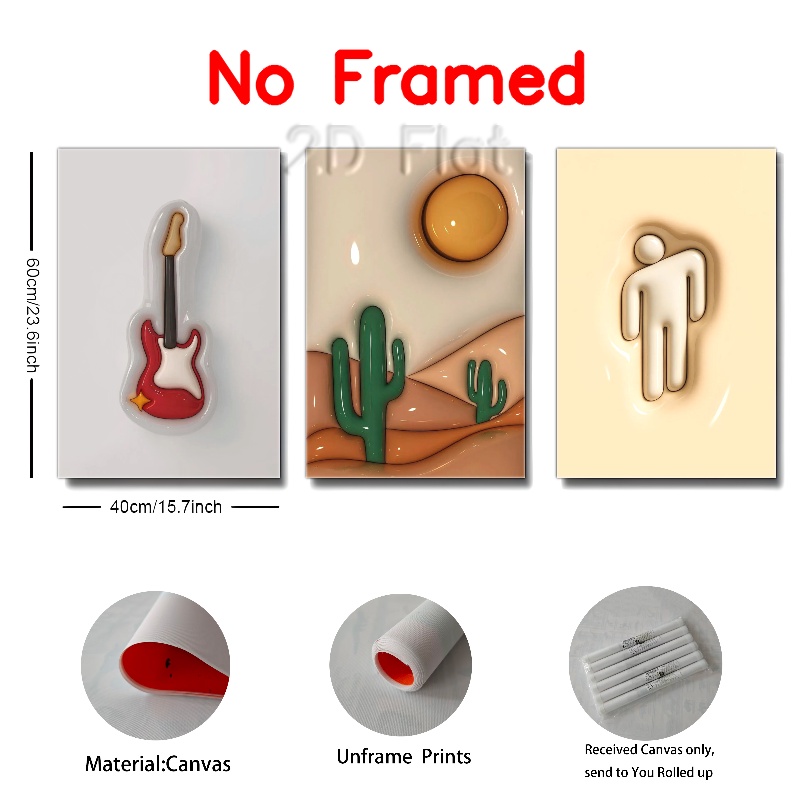 No Framed
2D Flat
60cm/23.6inch
40cm/15.7inch
Material:Canvas
Unframe Prints
Received Canvas only,
send to You Rolled up